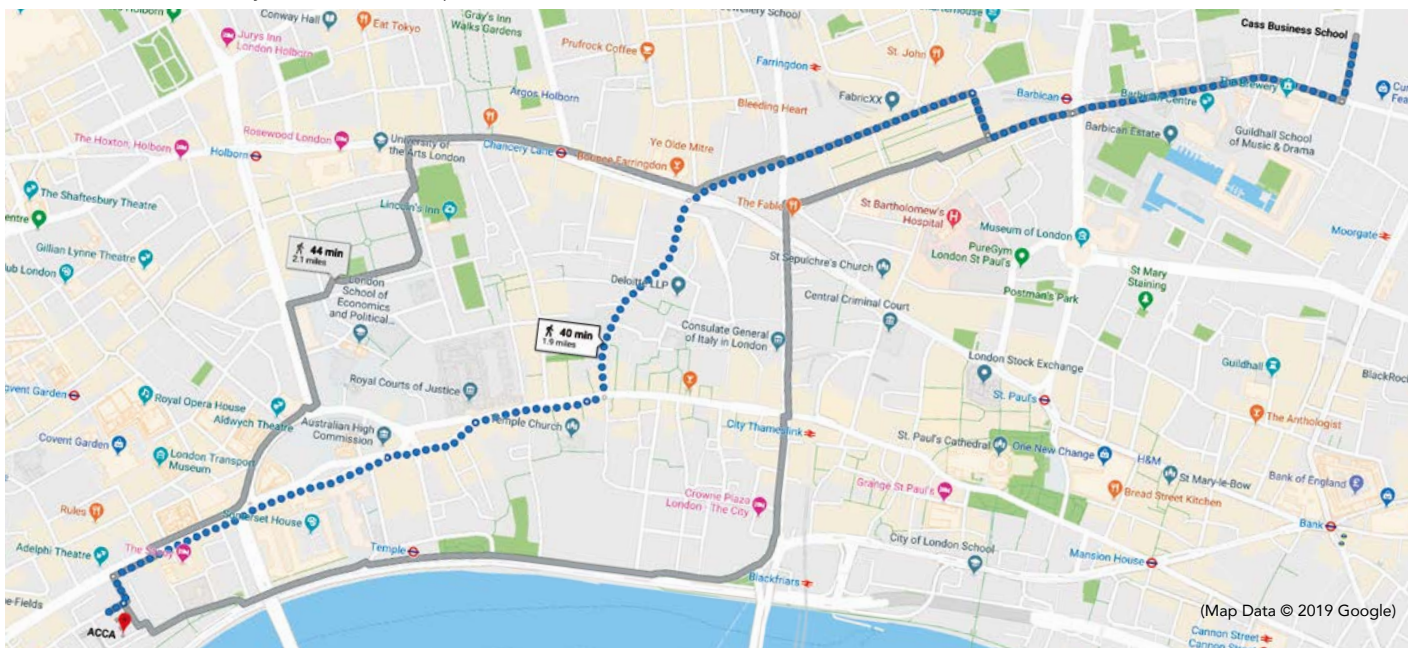 Conway Hall
Eat Tokyo
Gray's Inn
Walks Gardens
Jurys Inn
London Holborn
Prufrock Coffee
St. John
Cass Business School
Farringdon
Argos Holborn
Bleeding Heart
FabricXX
Barbican
Barbican Centre
The Brewery
Barbican Estate
Guildhall School
of Music & Drama
The Hoxton, Holborn
Rosewood London
Holborn
University of
the Arts London
Chancery Lane
Ye Olde Mitre
Bounce Farringdon
The Shaftesbury Theatre
Lincoln's Inn
The Fable
St Bartholomew's
Hospital
Museum of London
Moorgate
Gillian Lynne Theatre
44 min
2.1 miles
St Sepulchre's Church
PureGym
London St Paul's
St Mary
Staining
Postman's Park
London
School of
Economics
and Political...
Deloitte LLP
Central Criminal Court
40 min
1.9 miles
Consulate General
of Italy in London
London Stock Exchange
Guildhall
Royal Courts of Justice
St. Paul's
The Anthologist
Royal Opera House
Aldwych Theatre
Australian High
Commission
Temple Church
City Thameslink
St. Paul's Cathedral
One New Change
H&M
Covent Garden
London Transport
Museum
St Mary-le-Bow
Bank of England
Crowne Plaza
London - The City
Grange St Paul's
Bread Street Kitchen
Rules
Somerset House
Bank
Adelphi Theatre
The Savoy
Temple
City of London School
Mansion House
Blackfriars
ACCA
(Map Data © 2019 Google)
Cannon Street